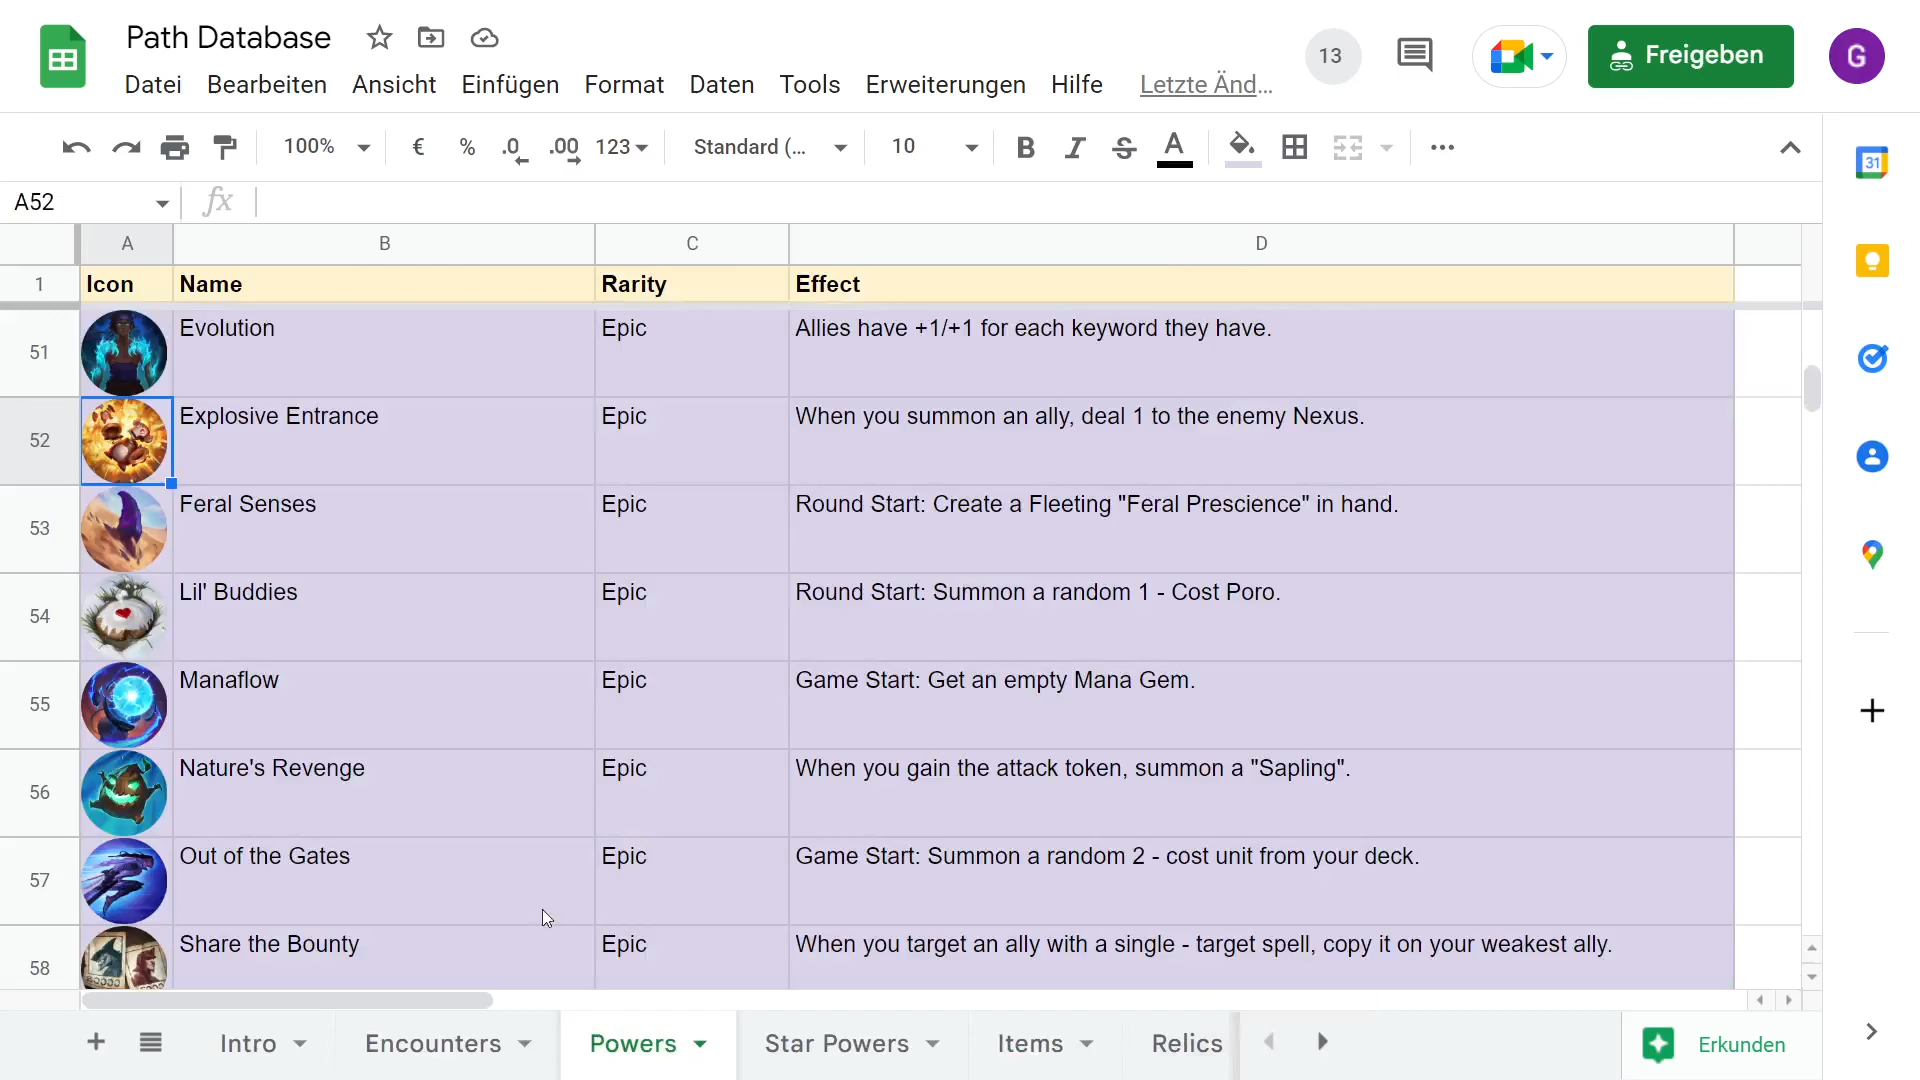 Path Database
Datei Bearbeiten Ansicht Einfügen Format Daten Tools Erweiterungen Hilfe Letzte Änd…
13
Freigeben
G
100% € % .0 .00 123 Standard (... 10 B I S A
31
A52 fx
A B C D
1 Icon Name Rarity Effect
51 Evolution Epic Allies have +1/+1 for each keyword they have.
52 Explosive Entrance Epic When you summon an ally, deal 1 to the enemy Nexus.
53 Feral Senses Epic Round Start: Create a Fleeting "Feral Prescience" in hand.
54 Lil' Buddies Epic Round Start: Summon a random 1 - Cost Poro.
55 Manaflow Epic Game Start: Get an empty Mana Gem.
56 Nature's Revenge Epic When you gain the attack token, summon a "Sapling".
57 Out of the Gates Epic Game Start: Summon a random 2 - cost unit from your deck.
58 Share the Bounty Epic When you target an ally with a single - target spell, copy it on your weakest ally.
Intro Encounters Powers Star Powers Items Relics Erkunden